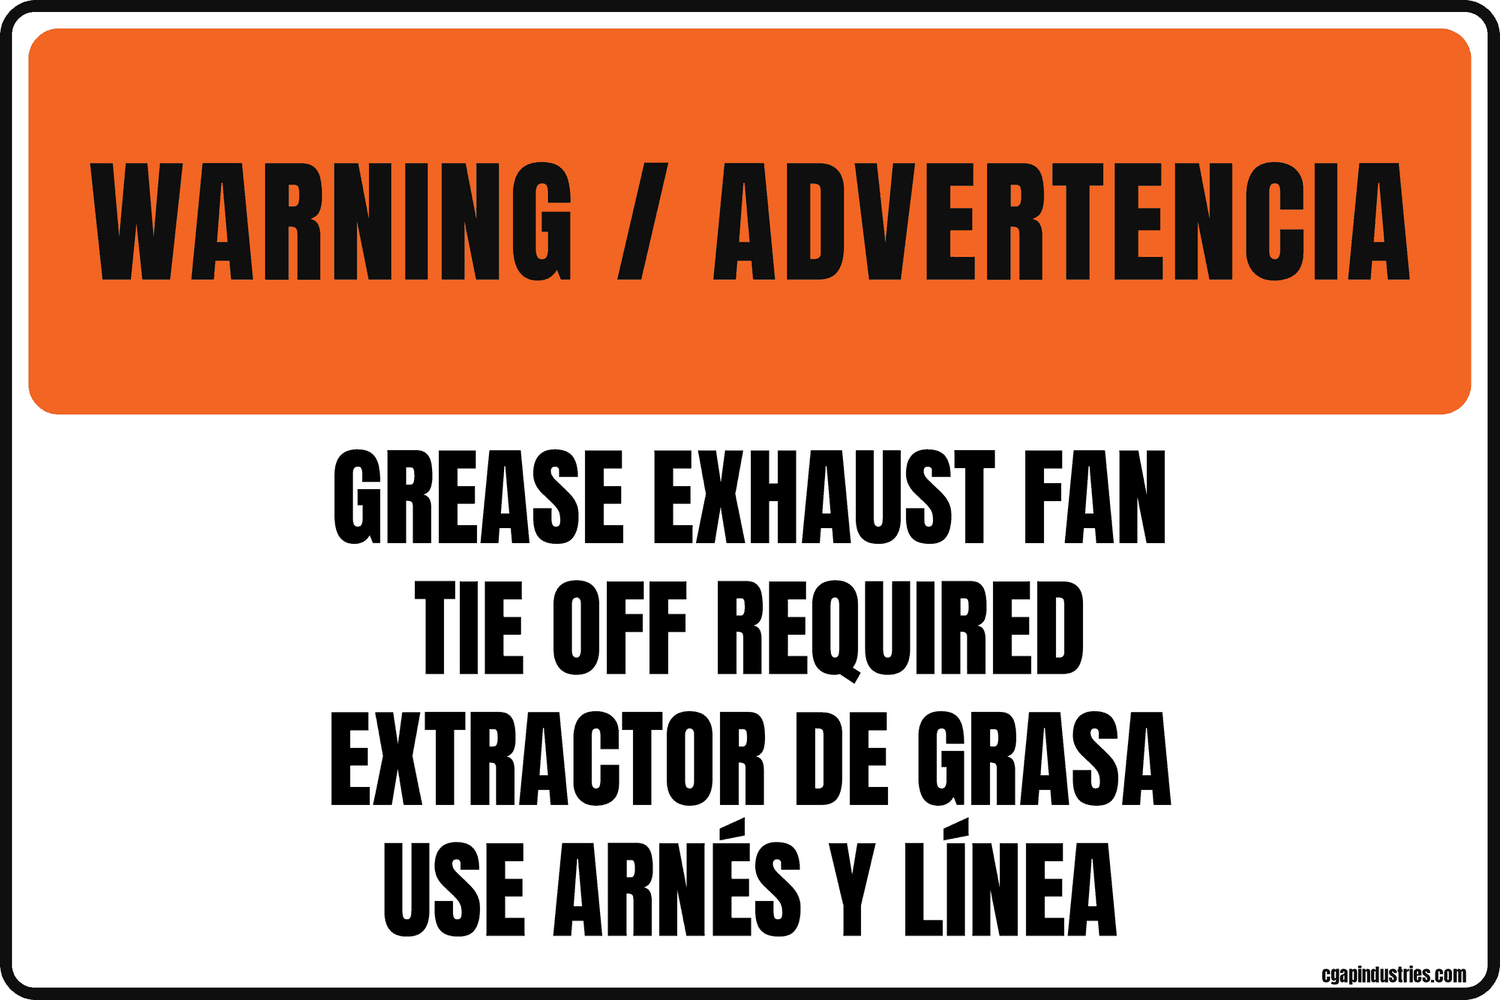 WARNING / ADVERTENCIA
GREASE EXHAUST FAN
TIE OFF REQUIRED
EXTRACTOR DE GRASA
USE ARNÉS Y LÍNEA
cgapindustries.com